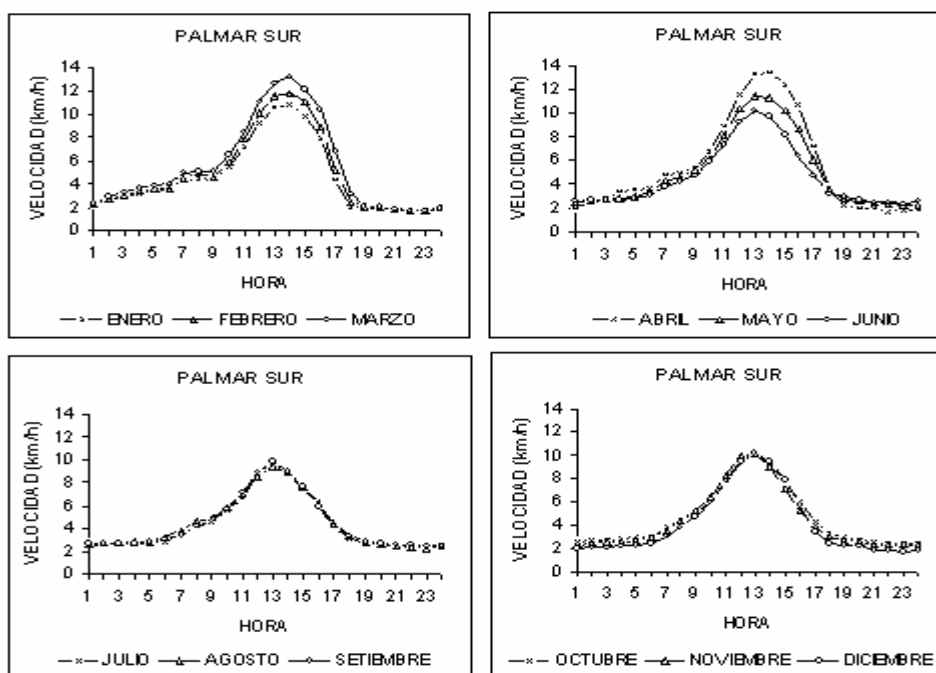 PALMAR SUR
VELOCIDAD (km/h)
14
12
10
8
6
4
2
0
1 3 5 7 9 11 13 15 17 19 21 23
HORA
ENERO FEBRERO MARZO
PALMAR SUR
VELOCIDAD (km/h)
14
12
10
8
6
4
2
0
1 3 5 7 9 11 13 15 17 19 21 23
HORA
ABRIL MAYO JUNIO
PALMAR SUR
VELOCIDAD (km/h)
14
12
10
8
6
4
2
0
1 3 5 7 9 11 13 15 17 19 21 23
HORA
JULIO AGOSTO SETIEMBRE
PALMAR SUR
VELOCIDAD (km/h)
14
12
10
8
6
4
2
0
1 3 5 7 9 11 13 15 17 19 21 23
HORA
OCTUBRE NOVIEMBRE DICIEMBRE